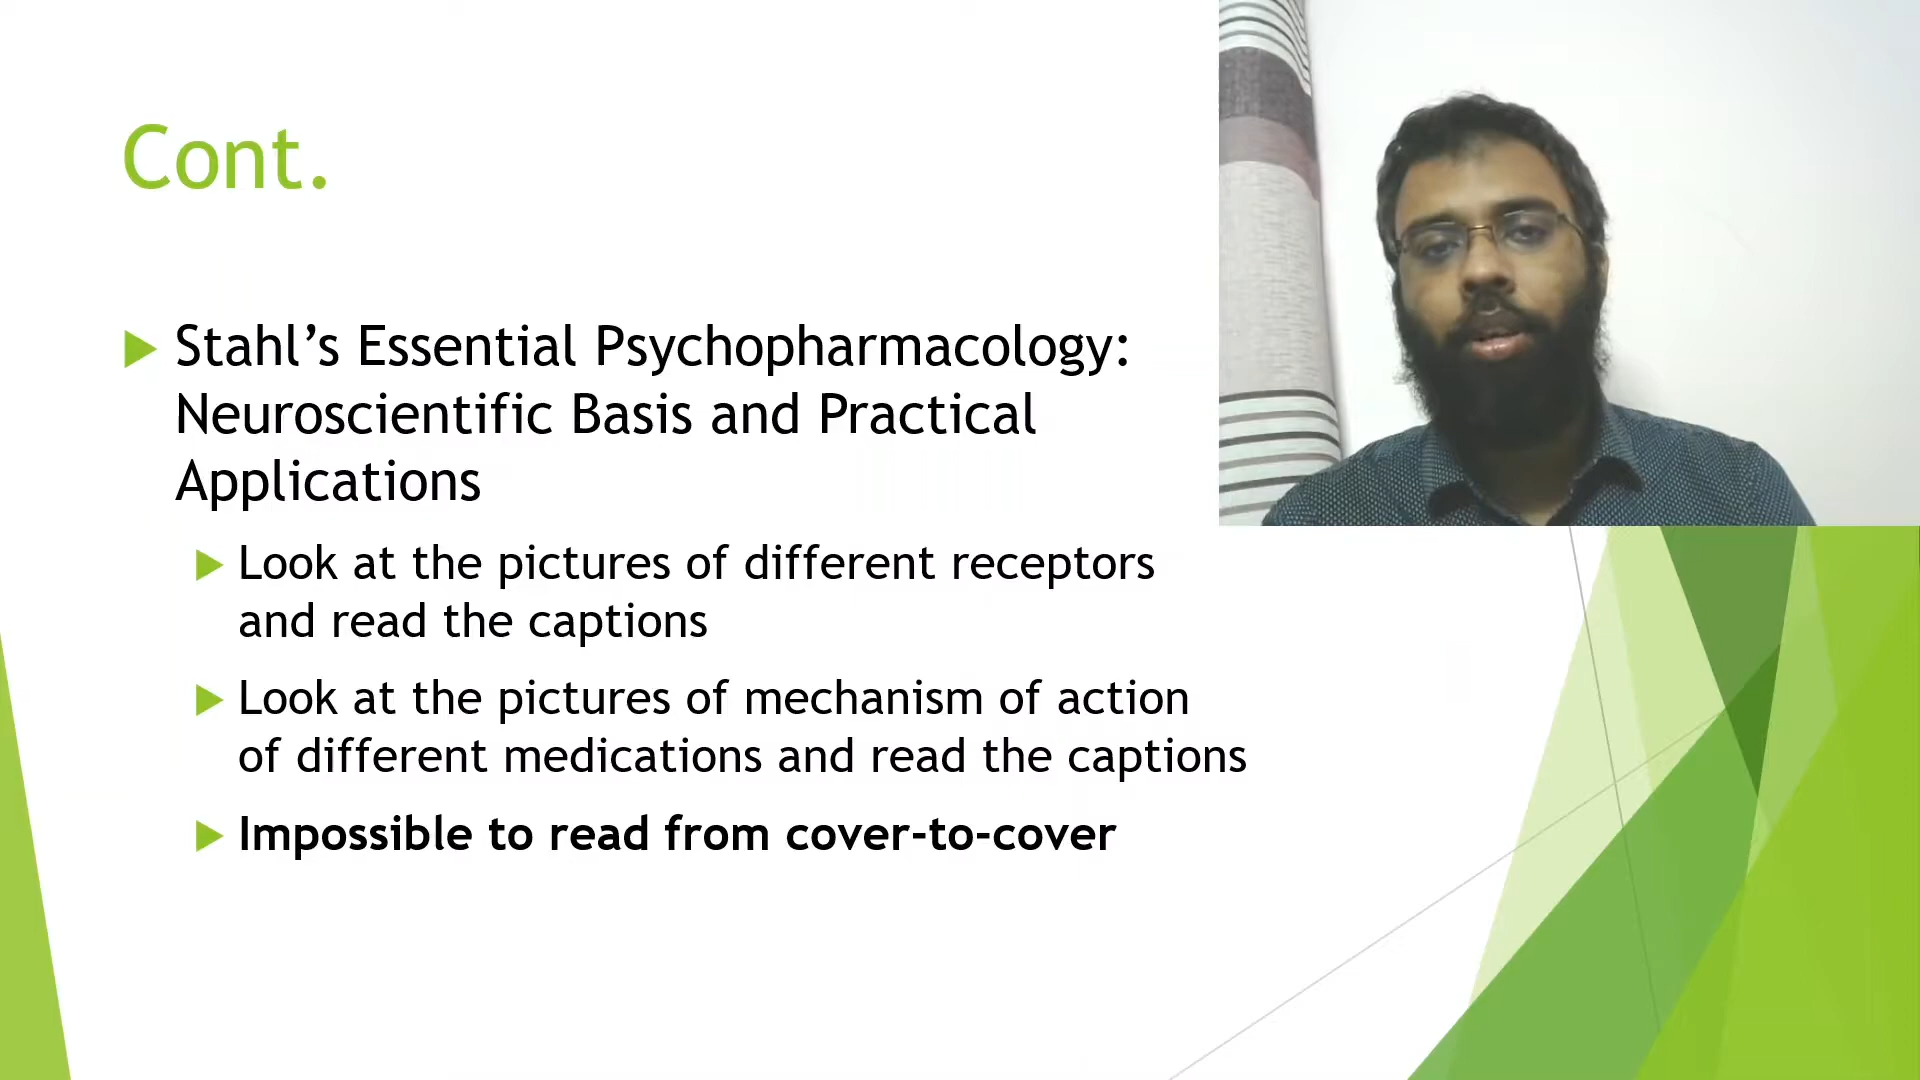 Cont.
Stahl’s Essential Psychopharmacology:
Neuroscientific Basis and Practical
Applications
Look at the pictures of different receptors
and read the captions
Look at the pictures of mechanism of action
of different medications and read the captions
Impossible to read from cover-to-cover